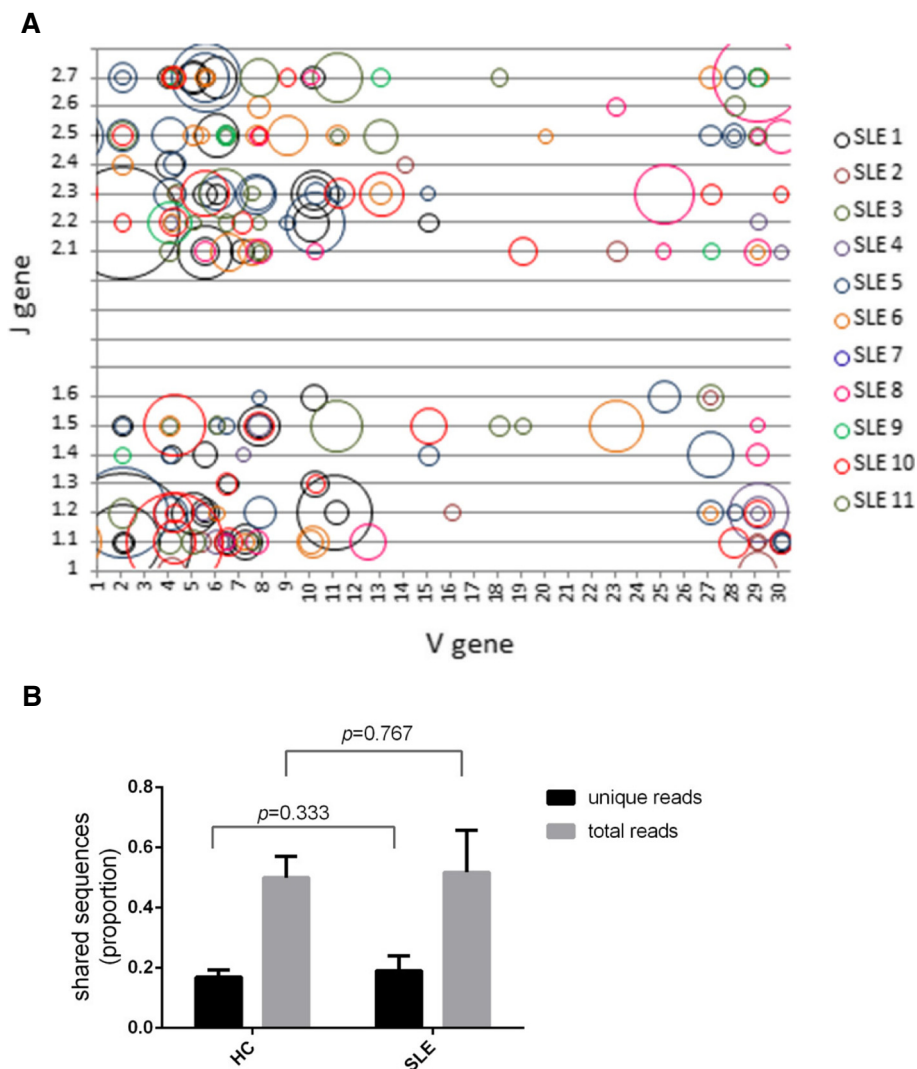 A
2.7
2.6
2.5
2.4
2.3
2.2
2.1
1.6
1.5
1.4
1.3
1.2
1.1
1
J gene
1 2 3 4 5 6 7 8 9 10 11 12 13 14 15 16 17 18 19 20 21 22 23 24 25 26 27 28 29 30
V gene
SLE 1
SLE 2
SLE 3
SLE 4
SLE 5
SLE 6
SLE 7
SLE 8
SLE 9
SLE 10
SLE 11
B
p=0.767
p=0.333
0.8
0.6
0.4
0.2
0.0
shared sequences
(proportion)
HC SLE
unique reads
total reads